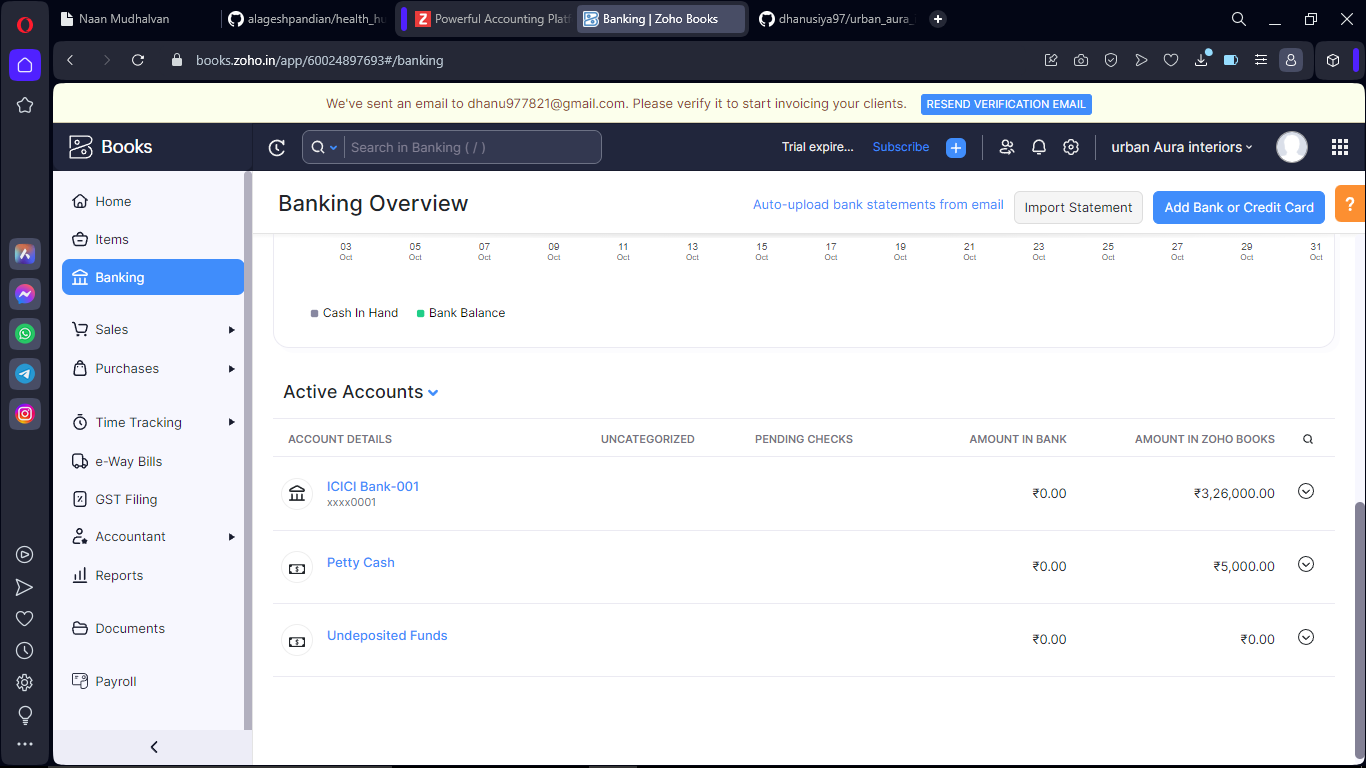 Naan Mudhalvan
alageshpandian/health_hu
Powerful Accounting Platf
Banking | Zoho Books
dhanusiya97/urban_aura_i
books.zoho.in/app/60024897693#/banking
We've sent an email to dhanu977821@gmail.com. Please verify it to start invoicing your clients.
RESEND VERIFICATION EMAIL
Books
Search in Banking ( / )
Trial expire...
Subscribe
urban Aura interiors
Home
Items
Banking
Sales
Purchases
Time Tracking
e-Way Bills
GST Filing
Accountant
Reports
Documents
Payroll
Banking Overview
Auto-upload bank statements from email
Import Statement
Add Bank or Credit Card
?
03 05 07 09 11 13 15 17 19 21 23 25 27 29 31
Oct Oct Oct Oct Oct Oct Oct Oct Oct Oct Oct Oct Oct Oct Oct
Cash In Hand Bank Balance
Active Accounts
ACCOUNT DETAILS UNCATEGORIZED PENDING CHECKS AMOUNT IN BANK AMOUNT IN ZOHO BOOKS
ICICI Bank-001 ₹0.00 ₹3,26,000.00
xxxx0001
Petty Cash ₹0.00 ₹5,000.00
Undeposited Funds ₹0.00 ₹0.00